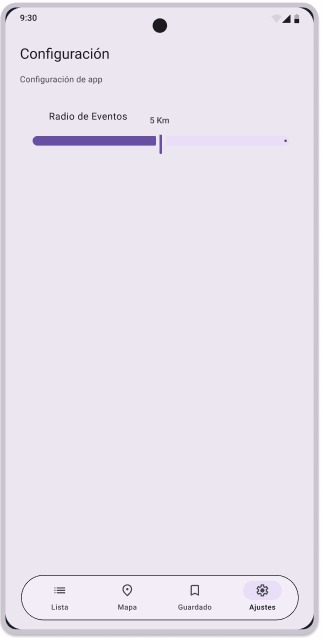 9:30
Configuración
Configuración de app
Radio de Eventos
5 Km
Lista
Mapa
Guardado
Ajustes